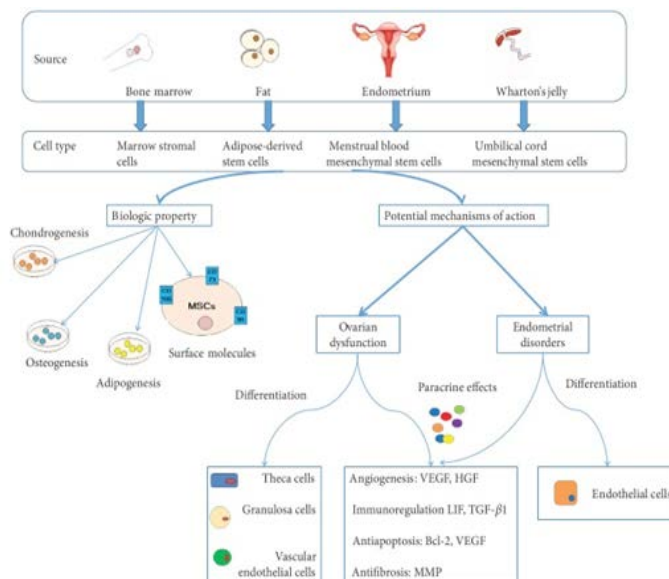 Source
Bone marrow
Fat
Endometrium
Wharton's jelly
Cell type
Marrow stromal
cells
Adipose-derived
stem cells
Menstrual blood
mesenchymal stem cells
Umbilical cord
mesenchymal stem cells
Biologic property
Potential mechanisms of action
Chondrogenesis
MSCs
Surface molecules
Osteogenesis
Adipogenesis
Ovarian
dysfunction
Endometrial
disorders
Differentiation
Paracrine effects
Differentiation
Theca cells
Granulosa cells
Vascular
endothelial cells
Angiogenesis: VEGF, HGF
Immunoregulation LIF, TGF-β1
Antiapoptosis: Bcl-2, VEGF
Antifibrosis: MMP
Endothelial cells